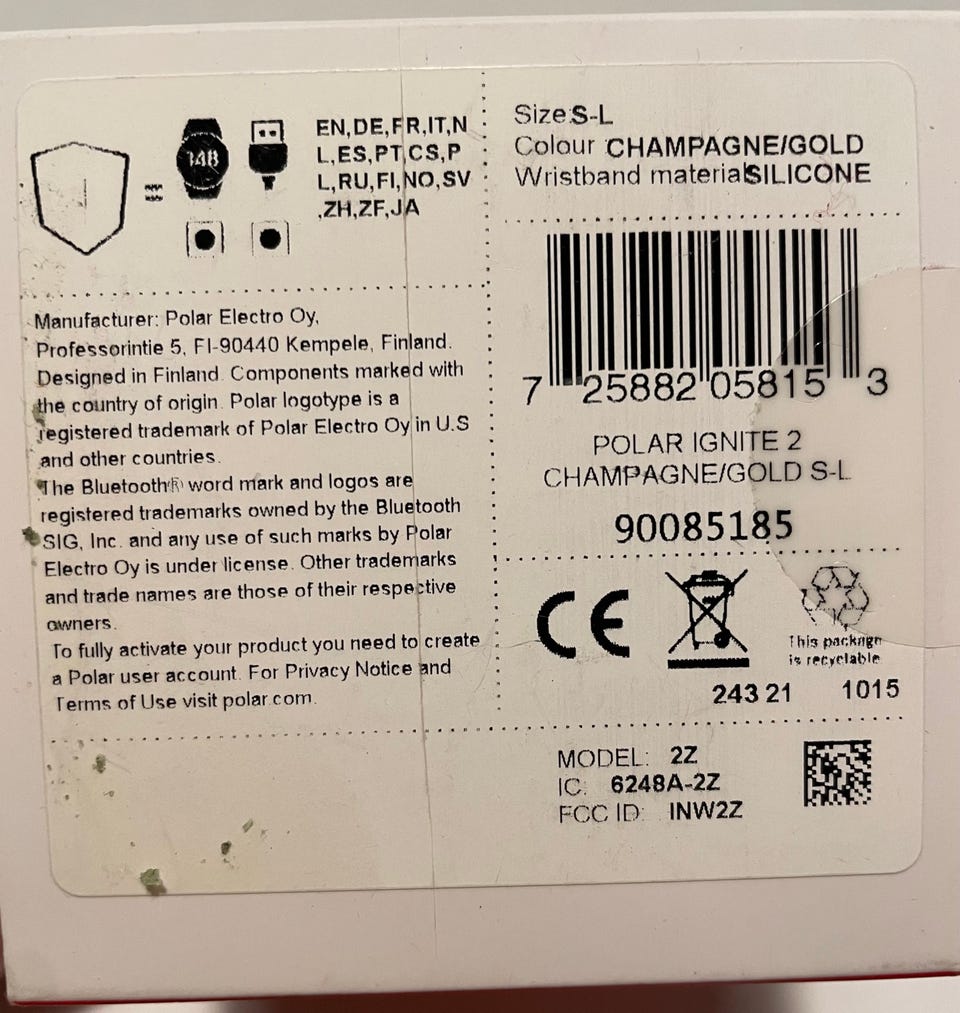 148
EN,DE,FR,IT,N
L,ES,PT,CS,P
L,RU,FI,NO,SV
,ZH,ZF,JA
Manufacturer: Polar Electro Oy,
Professorintie 5, FI-90440 Kempele, Finland.
Designed in Finland. Components marked with
the country of origin. Polar logotype is a
registered trademark of Polar Electro Oy in U.S
and other countries.
The Bluetooth® word mark and logos are
registered trademarks owned by the Bluetooth
SIG, Inc. and any use of such marks by Polar
Electro Oy is under license. Other trademarks
and trade names are those of their respective
owners.
To fully activate your product you need to create
a Polar user account. For Privacy Notice and
Terms of Use visit polar.com.
Size:S-L
Colour CHAMPAGNE/GOLD
Wristband material SILICONE
7 25882 05815 3
POLAR IGNITE 2
CHAMPAGNE/GOLD S-L
90085185
CE
This package
is recyclable
243 21 1015
MODEL: 2Z
IC: 6248A-2Z
FCC ID: INW2Z